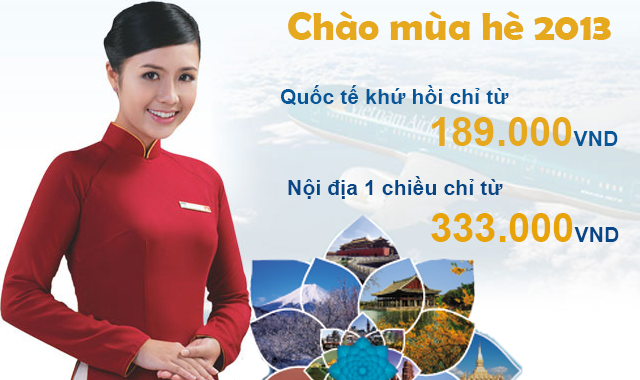 Chào mùa hè 2013
Quốc tế khứ hồi chỉ từ
189.000VND
Nội địa 1 chiều chỉ từ
333.000VND